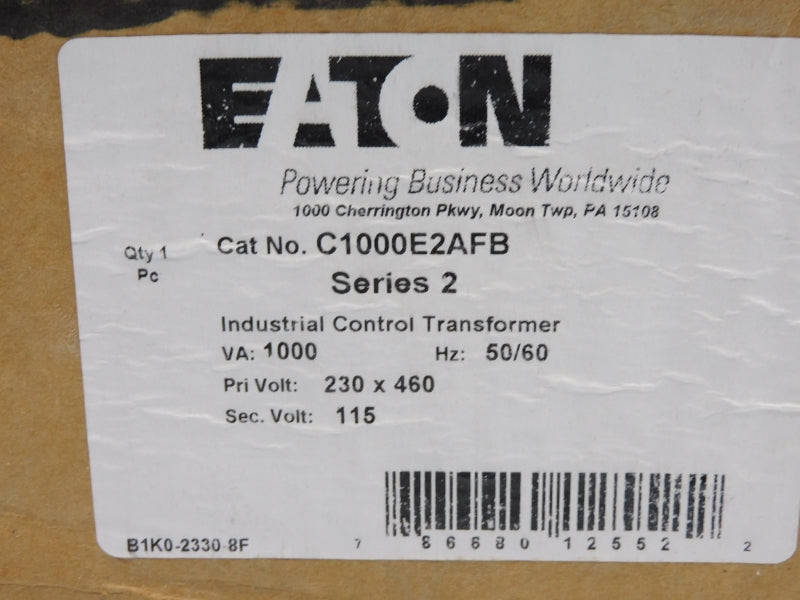 EATON
Powering Business Worldwide
1000 Cherrington Pkwy, Moon Twp, PA 15108
Qty 1
Pc
Cat No. C1000E2AFB
Series 2
Industrial Control Transformer
VA: 1000 Hz: 50/60
Pri Volt: 230 x 460
Sec. Volt: 115
B1K0-2330-8F
7 86680 12552 2